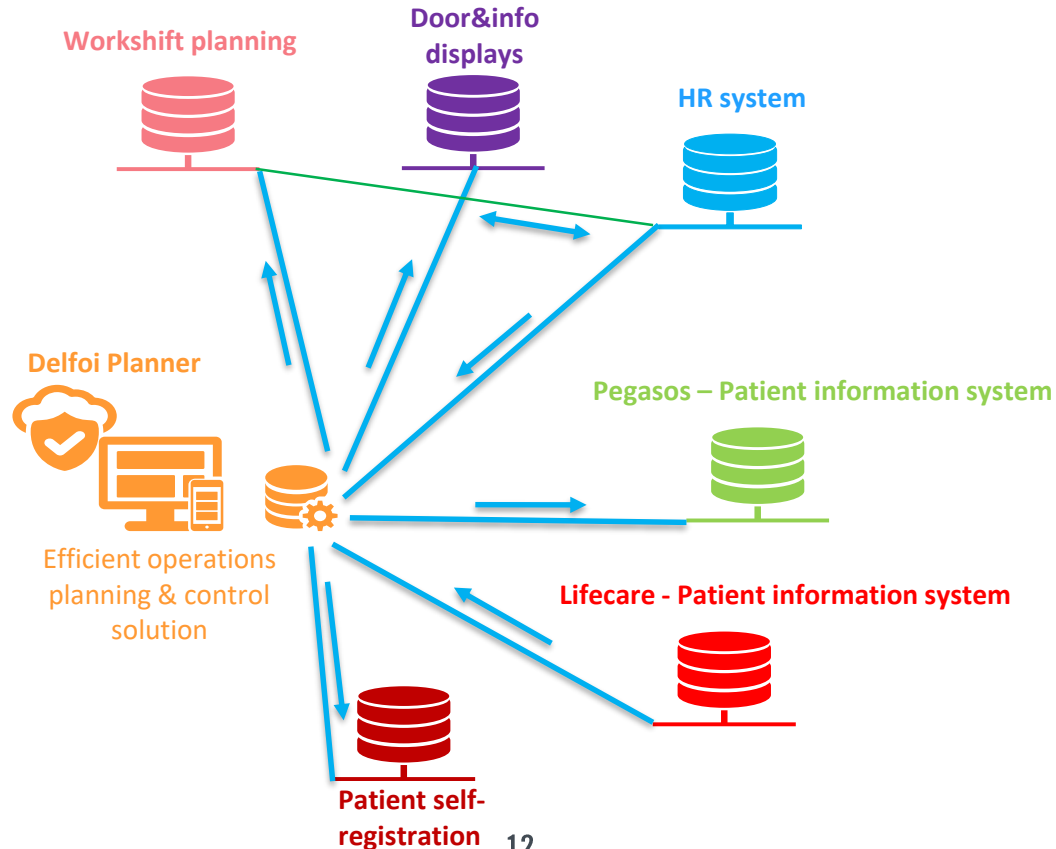 Door&info
displays
Workshift planning
HR system
Delfoi Planner
Pegasos – Patient information system
Efficient operations
planning & control
solution
Lifecare - Patient information system
Patient self-
registration
12